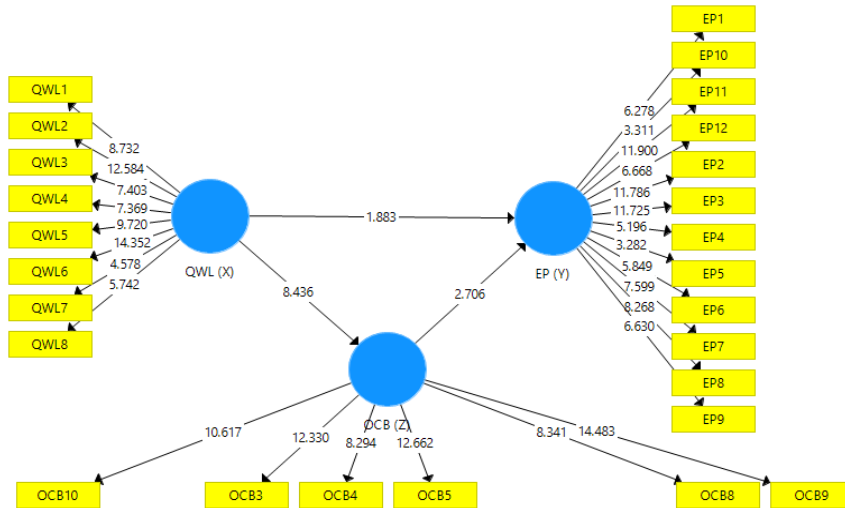 EP1
EP10
EP11
EP12
EP2
EP3
EP4
EP5
EP6
EP7
EP8
EP9
6.278
3.311
11.900
6.668
11.786
11.725
5.196
3.282
5.849
7.599
8.268
6.630
QWL1
QWL2
QWL3
QWL4
QWL5
QWL6
QWL7
QWL8
8.732
12.584
7.403
7.369
9.720
14.352
4.578
5.742
QWL (X)
1.883
EP (Y)
8.436
2.706
OCB (Z)
10.617
12.330
8.294
12.662
8.341
14.483
OCB10
OCB3
OCB4
OCB5
OCB8
OCB9